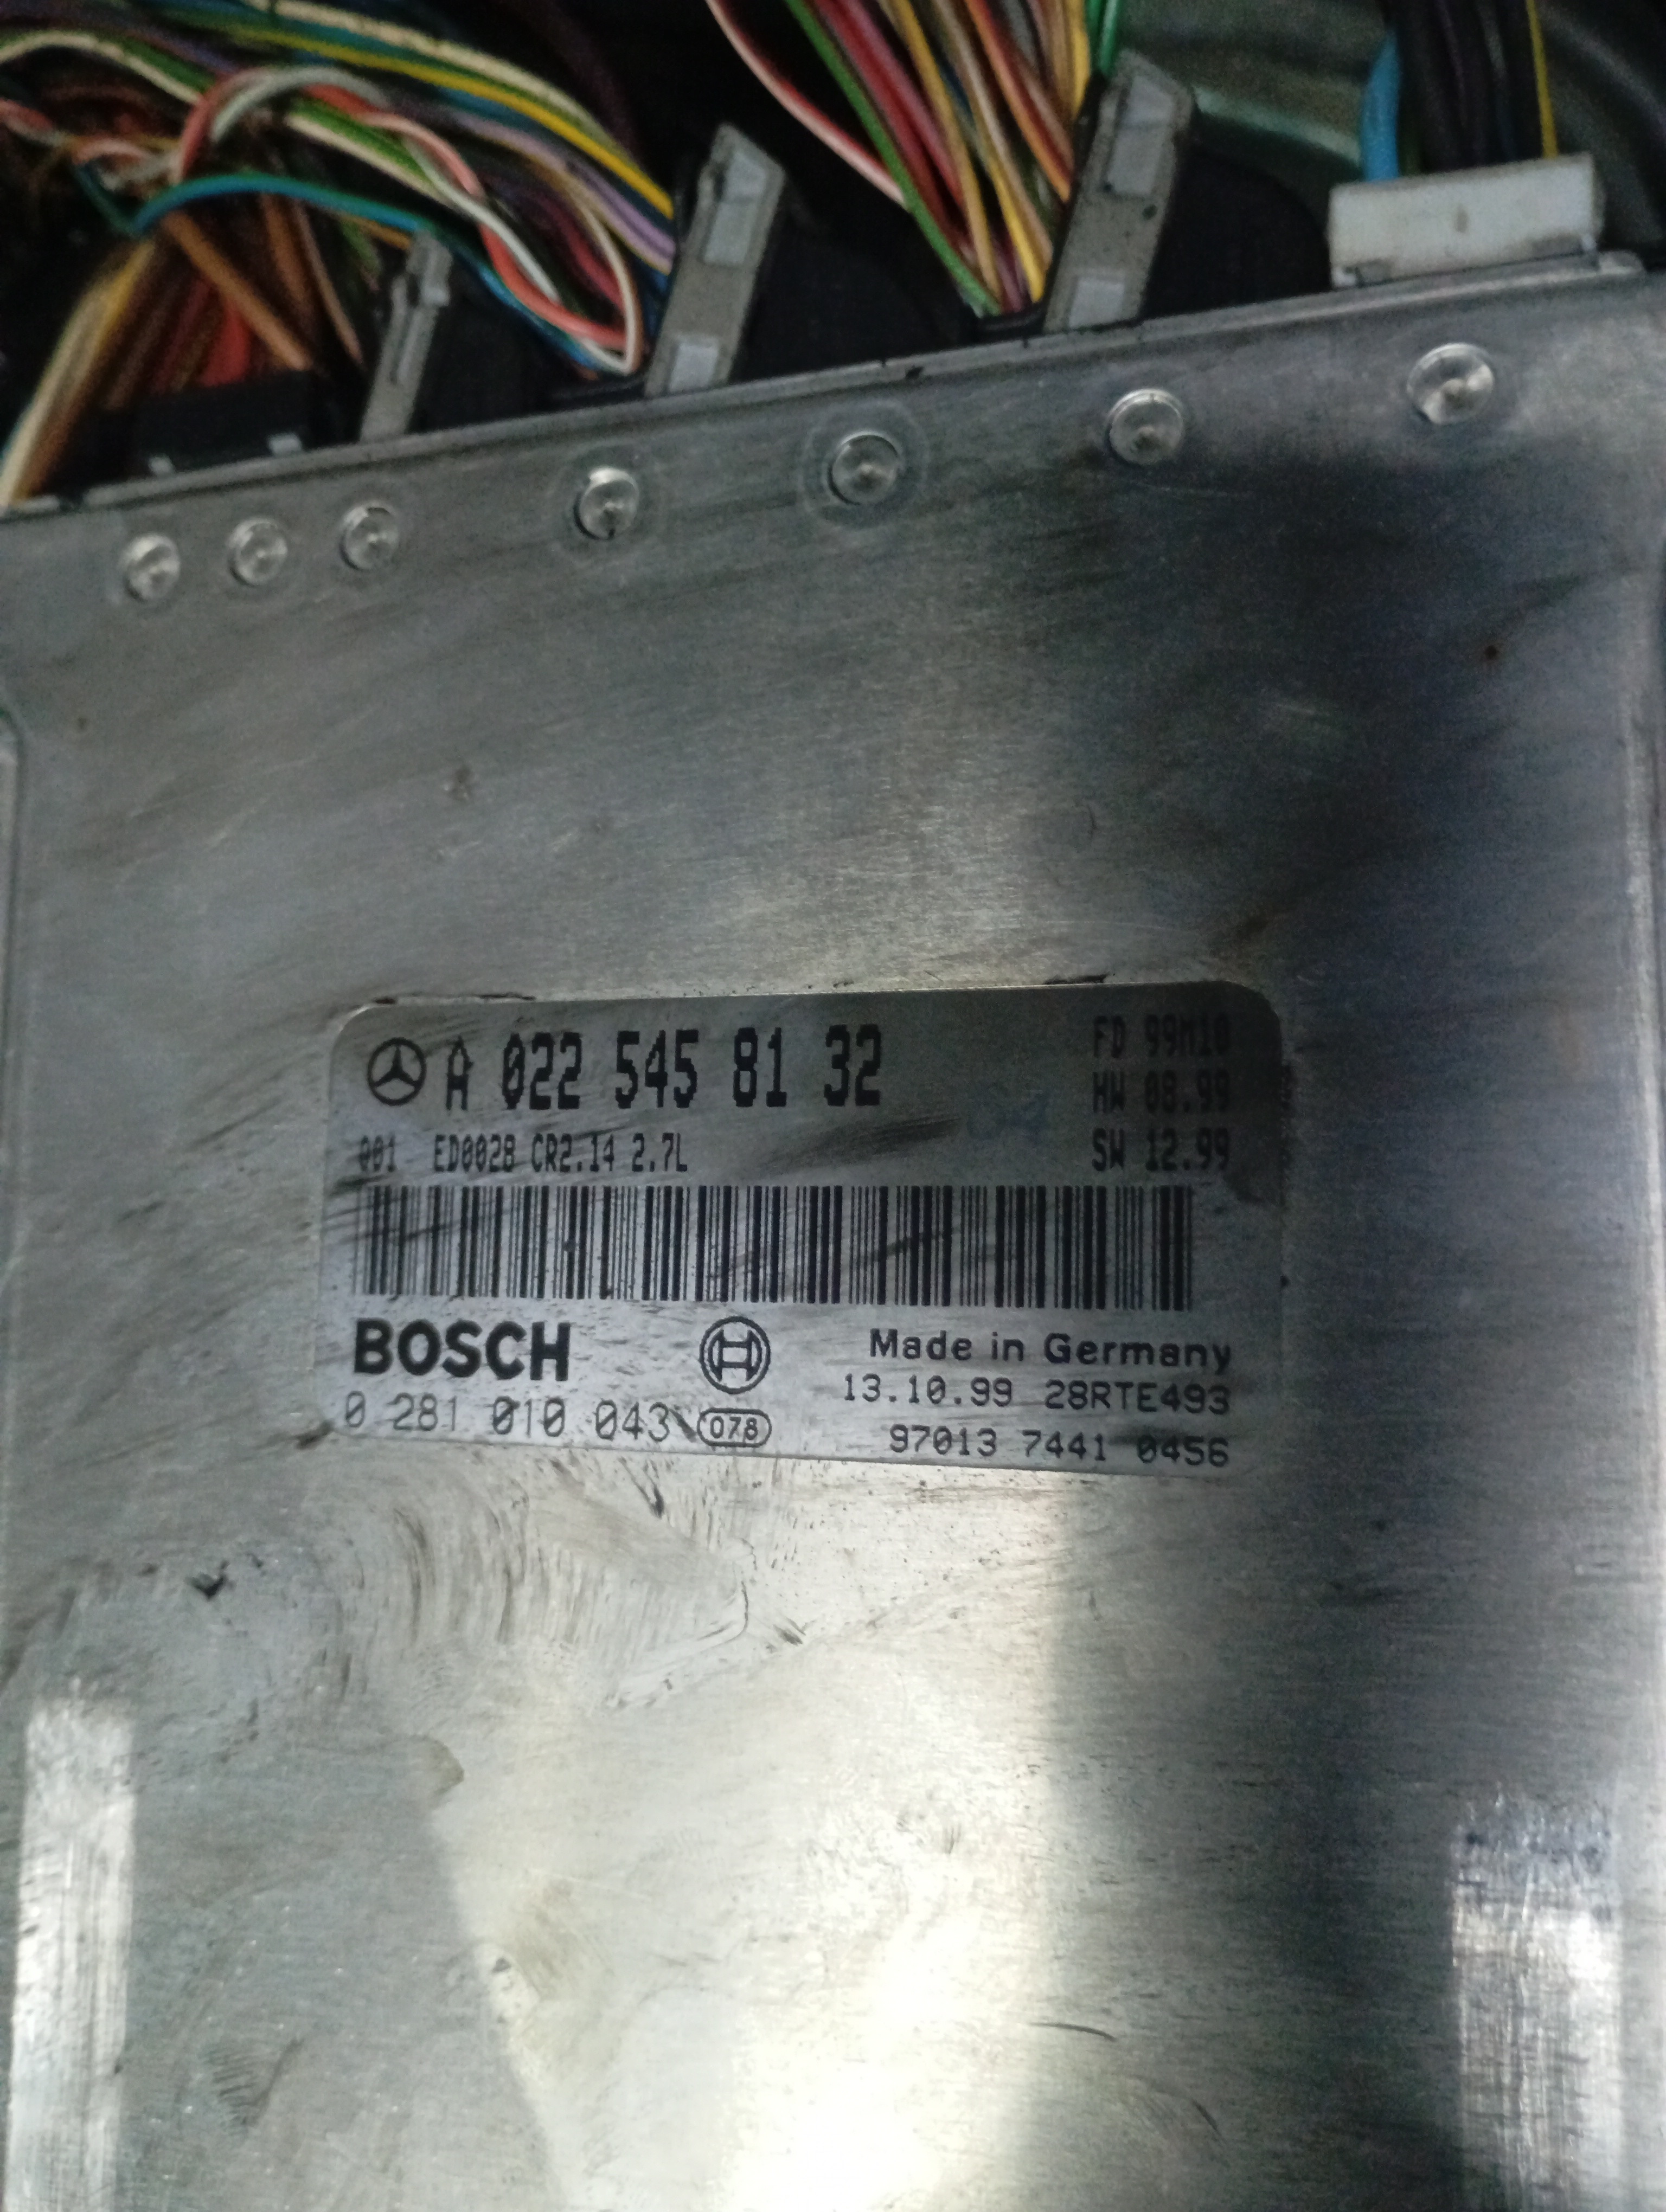 A 022 545 81 32
FD 99M10
HW 08.99
001 ED0028 CR2.14 2.7L
SW 12.99
BOSCH
Made in Germany
13.10.99 28RTE493
0 281 010 043
078
97013 7441 0456